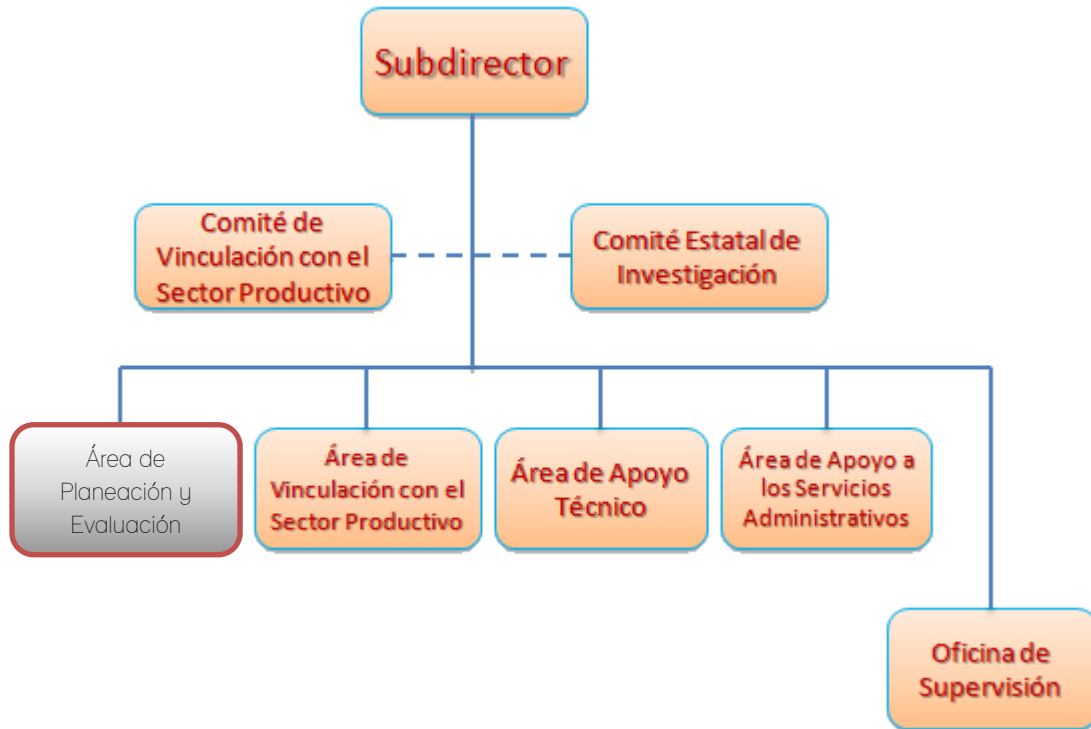 Subdirector
Comité de
Vinculación con el
Sector Productivo
Comité Estatal de
Investigación
Área de
Planeación y
Evaluación
Área de
Vinculación con el
Sector Productivo
Área de Apoyo
Técnico
Área de Apoyo a
los Servicios
Administrativos
Oficina de
Supervisión